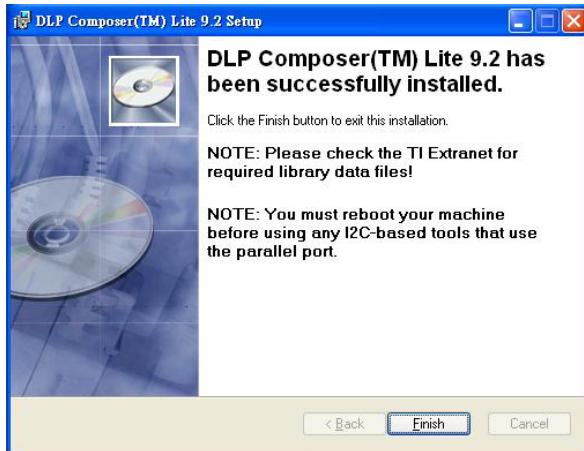 DLP Composer(TM) Lite 9.2 Setup
DLP Composer(TM) Lite 9.2 has
been successfully installed.
Click the Finish button to exit this installation.
NOTE: Please check the TI Extranet for
required library data files!
NOTE: You must reboot your machine
before using any I2C-based tools that use
the parallel port.
< Back
Finish
Cancel